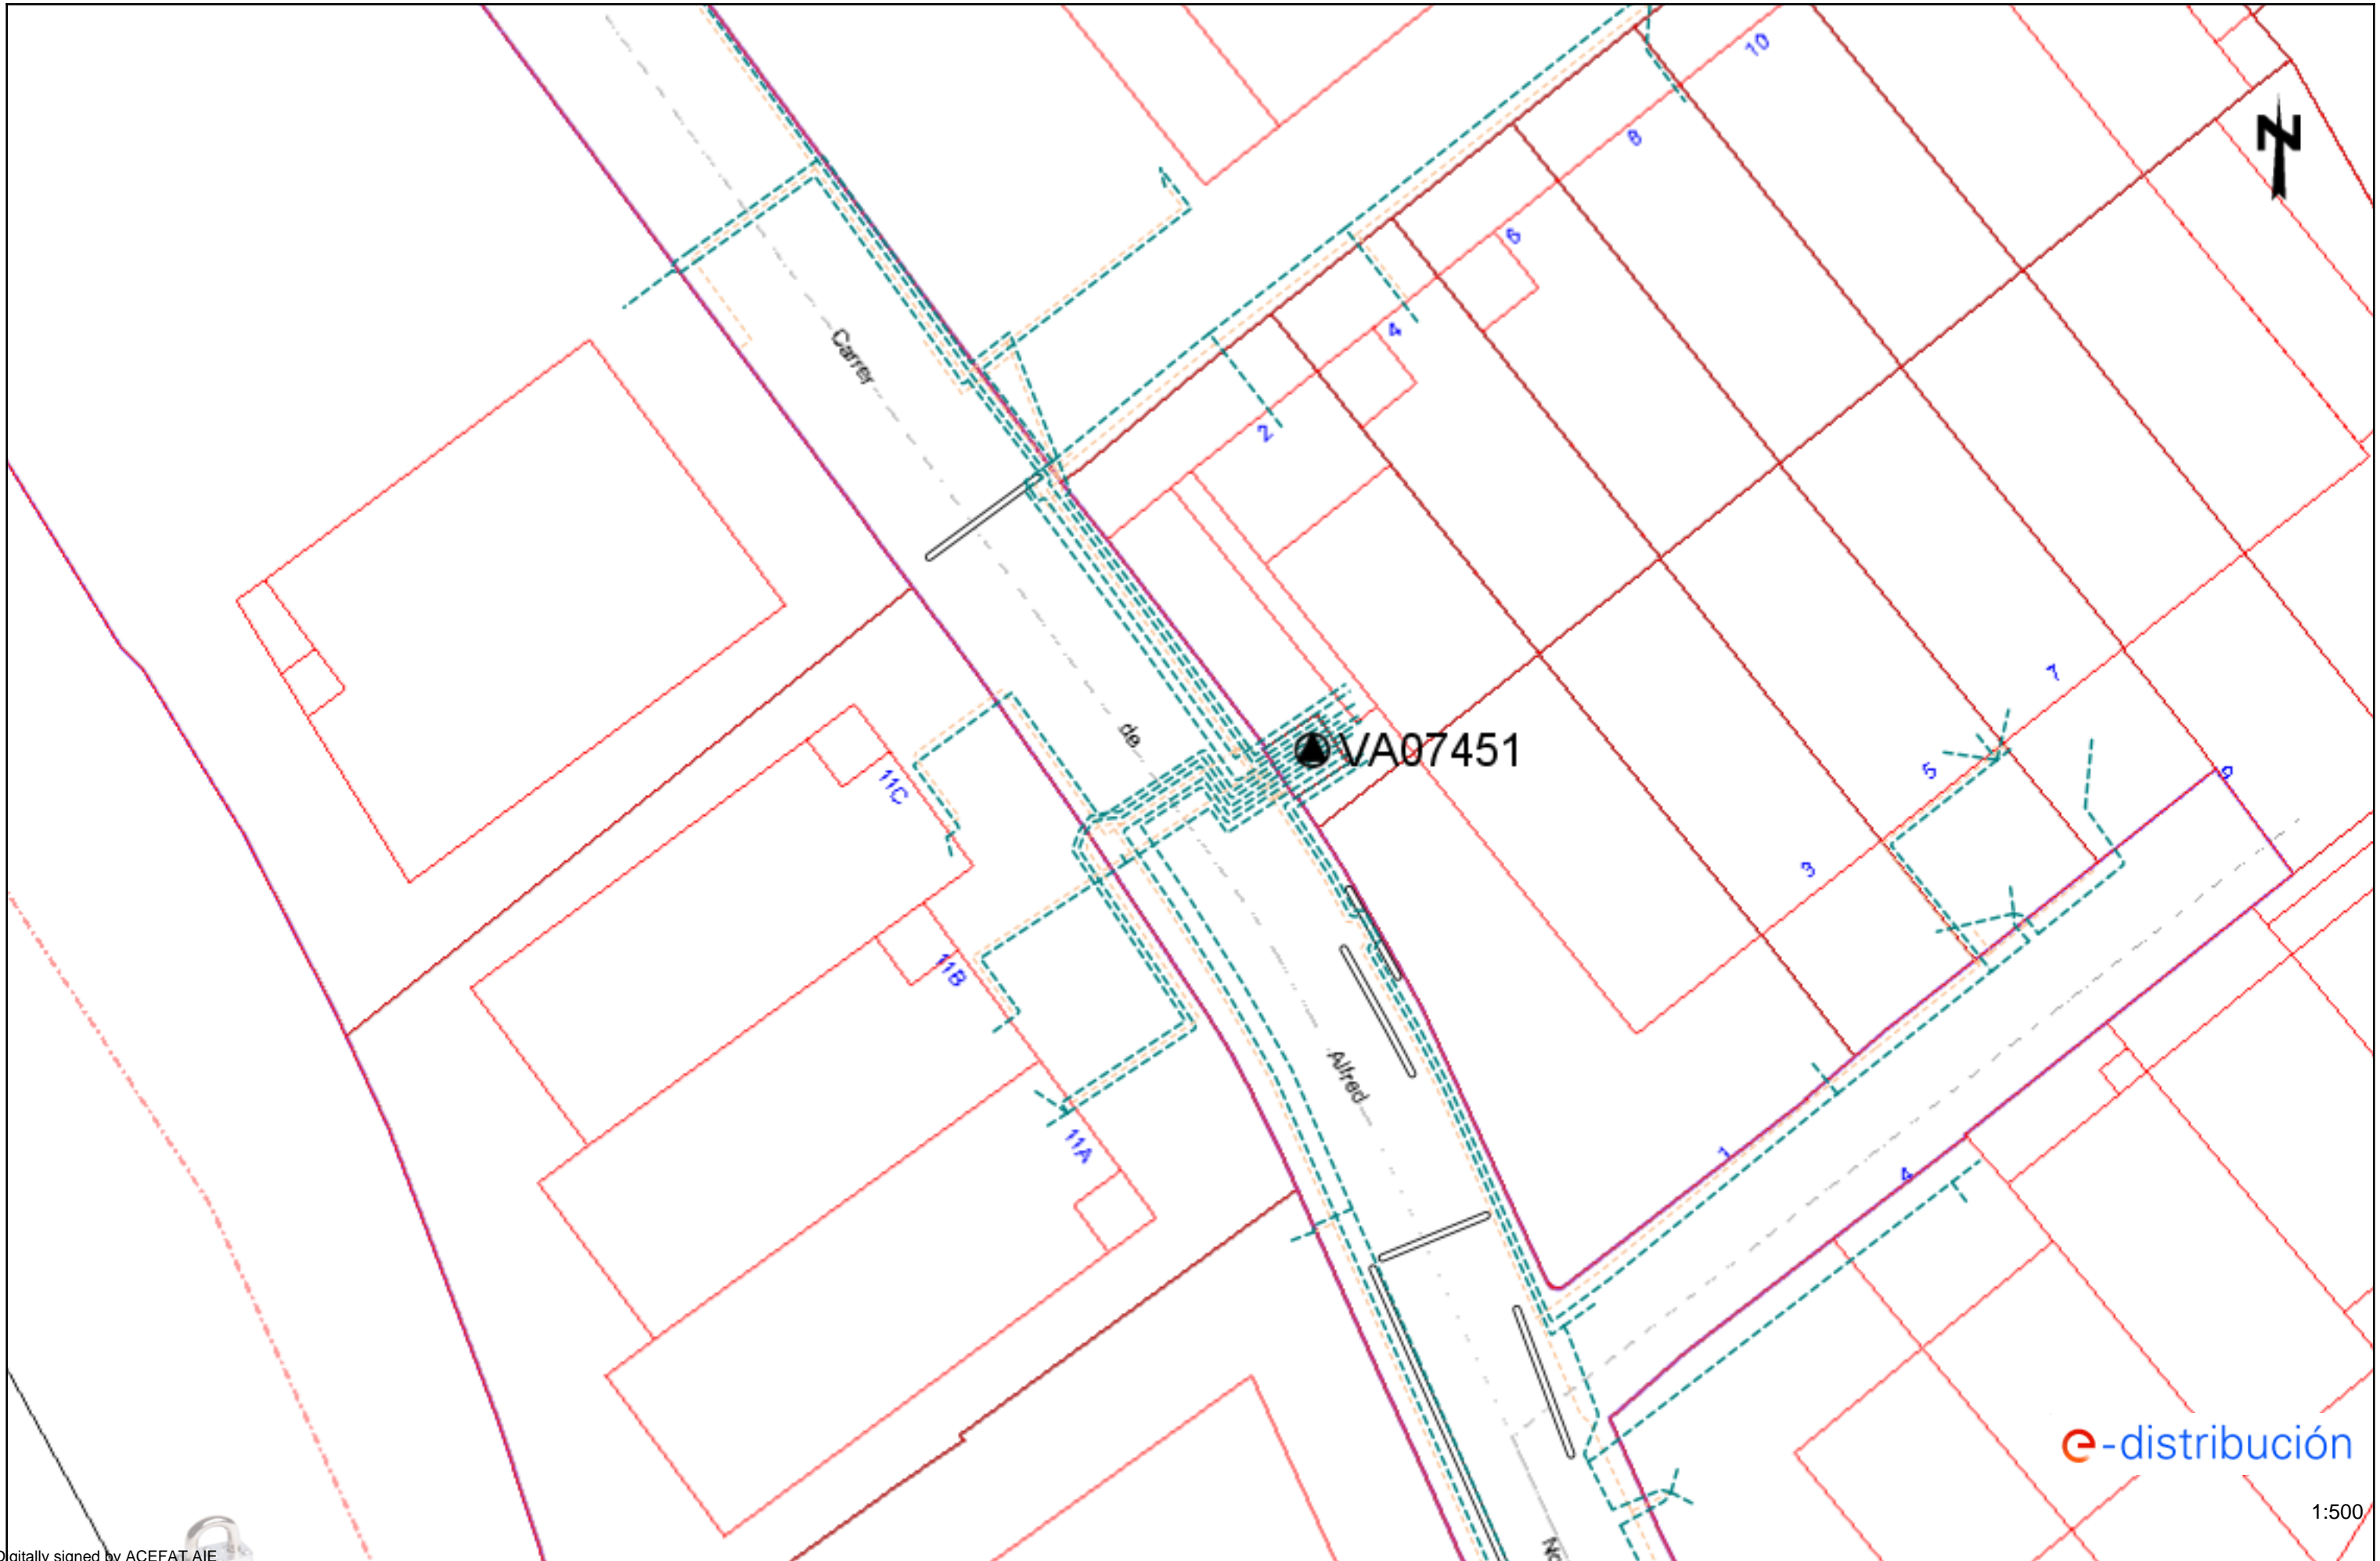 10
8
6
4
2
Carrer
de
VA07451
7
5
9
3
11C
11B
11A
Alfred
1
4
No
N
e-distribución
1:500
Digitally signed by ACEFAT AIE